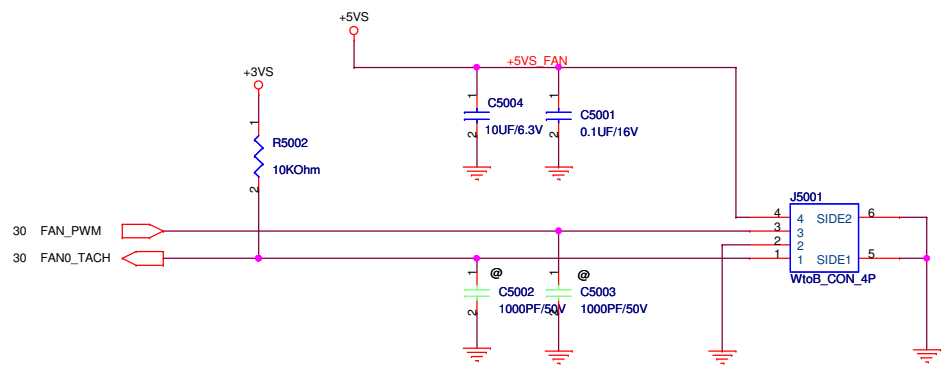 +5VS
+5VS_FAN
+3VS
1
1
1
C5004
C5001
10UF/6.3V
0.1UF/16V
2
2
1
R5002
10KOhm
2
J5001
4 4 SIDE2 6
30 FAN_PWM
3 3
2 2
30 FAN0_TACH
1 1 SIDE1 5
WtoB_CON_4P
1 @
1 @
C5002
C5003
1000PF/50V
1000PF/50V
2
2